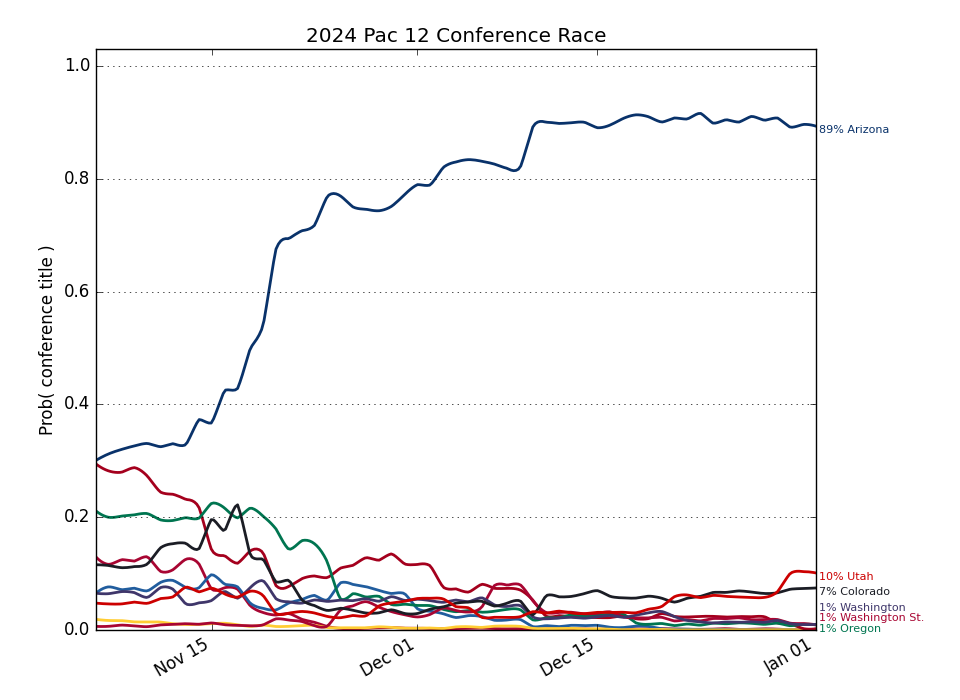 2024 Pac 12 Conference Race
Prob( conference title )
1.0
0.8
0.6
0.4
0.2
0.0
Nov 15
Dec 01
Dec 15
Jan 01
89% Arizona
10% Utah
7% Colorado
1% Washington
1% Washington St.
1% Oregon